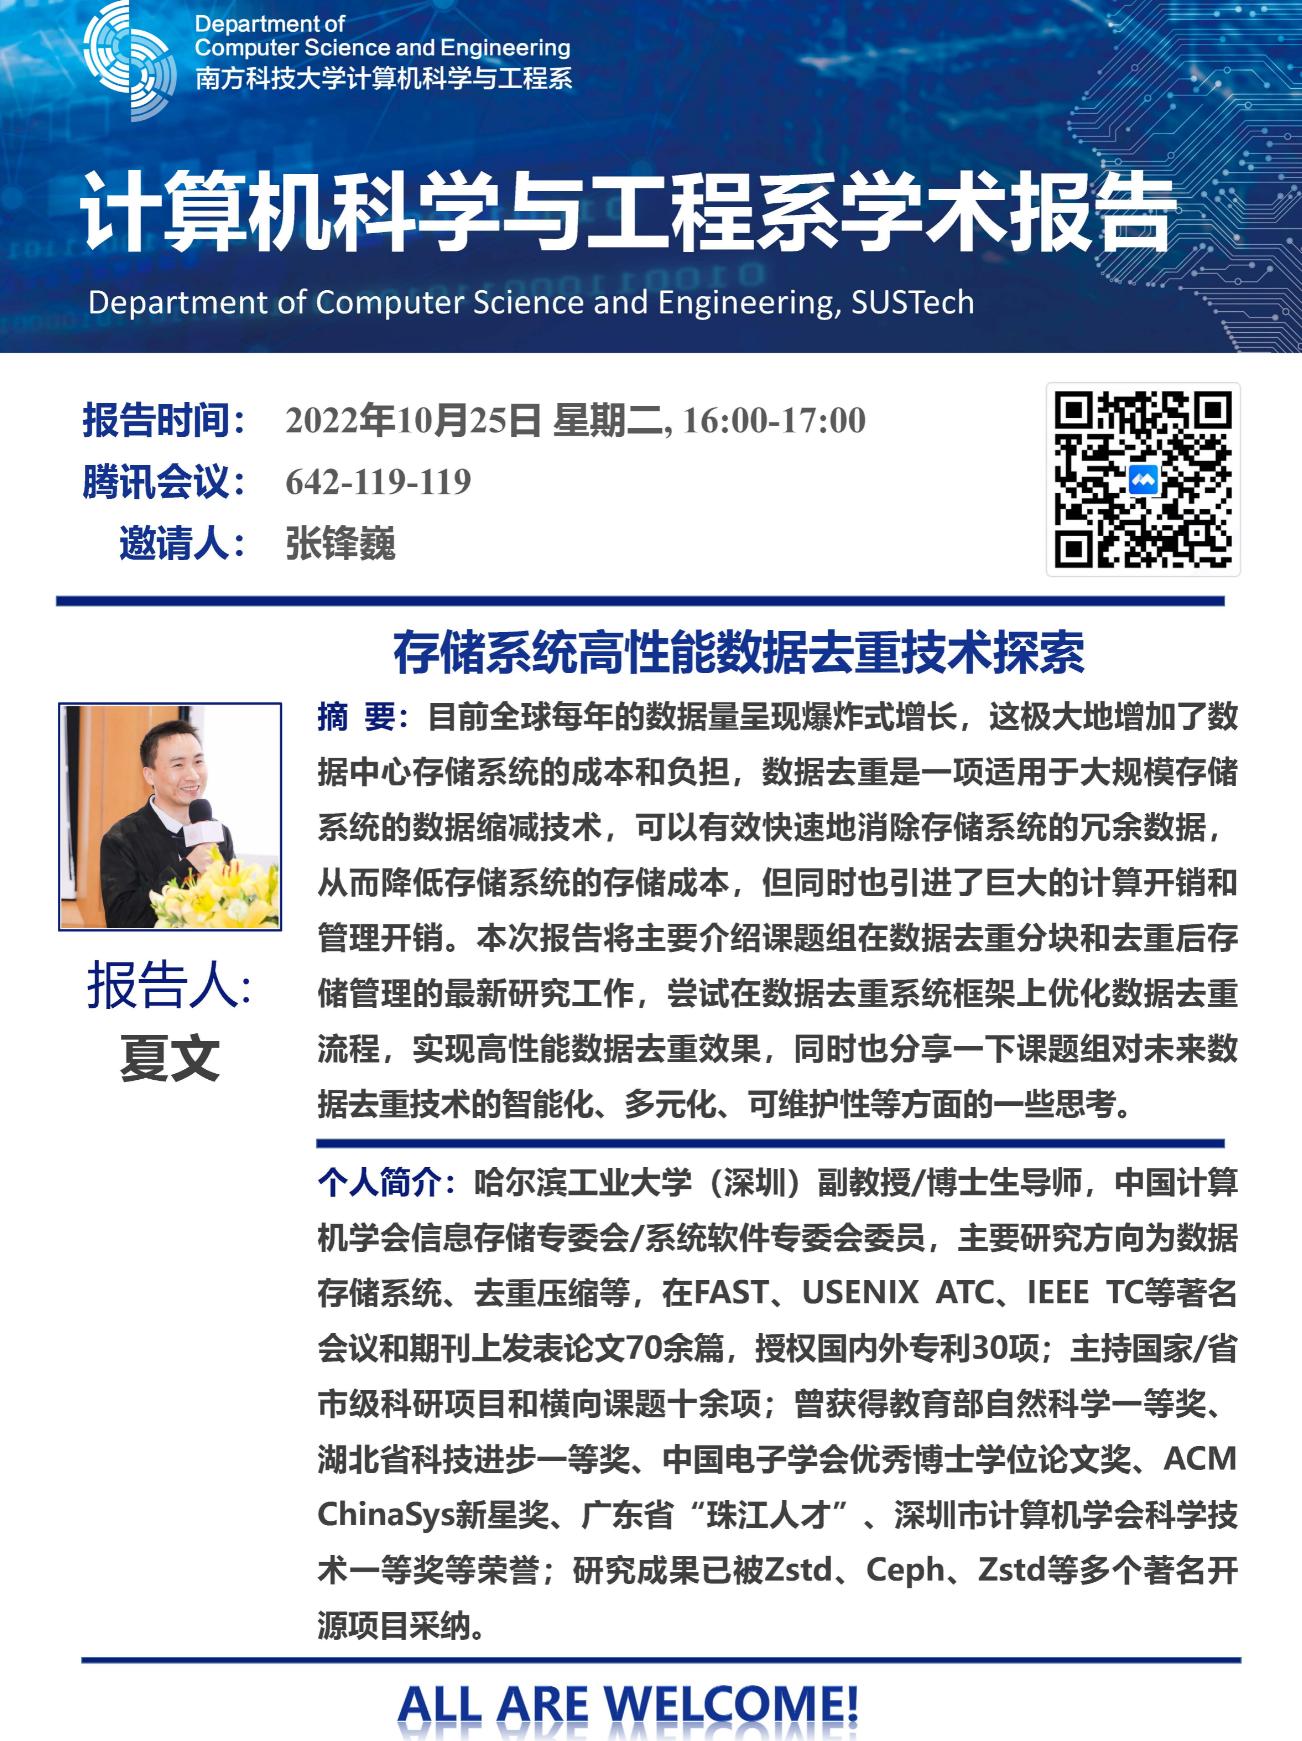 Department of
Computer Science and Engineering
南方科技大学计算机科学与工程系
计算机科学与工程系学术报告
Department of Computer Science and Engineering, SUSTech
报告时间： 2022年10月25日 星期二, 16:00-17:00
腾讯会议： 642-119-119
邀请人： 张锋巍
存储系统高性能数据去重技术探索
摘 要：目前全球每年的数据量呈现爆炸式增长，这极大地增加了数
据中心存储系统的成本和负担，数据去重是一项适用于大规模存储
系统的数据缩减技术，可以有效快速地消除存储系统的冗余数据，
从而降低存储系统的存储成本，但同时也引进了巨大的计算开销和
管理开销。本次报告将主要介绍课题组在数据去重分块和去重后存
储管理的最新研究工作，尝试在数据去重系统框架上优化数据去重
流程，实现高性能数据去重效果，同时也分享一下课题组对未来数
据去重技术的智能化、多元化、可维护性等方面的一些思考。
报告人:
夏文
个人简介：哈尔滨工业大学（深圳）副教授/博士生导师，中国计算
机学会信息存储专委会/系统软件专委会委员，主要研究方向为数据
存储系统、去重压缩等，在FAST、USENIX ATC、IEEE TC等著名
会议和期刊上发表论文70余篇，授权国内外专利30项；主持国家/省
市级科研项目和横向课题十余项；曾获得教育部自然科学一等奖、
湖北省科技进步一等奖、中国电子学会优秀博士学位论文奖、ACM
ChinaSys新星奖、广东省“珠江人才”、深圳市计算机学会科学技
术一等奖等荣誉；研究成果已被Zstd、Ceph、Zstd等多个著名开
源项目采纳。
ALL ARE WELCOME!